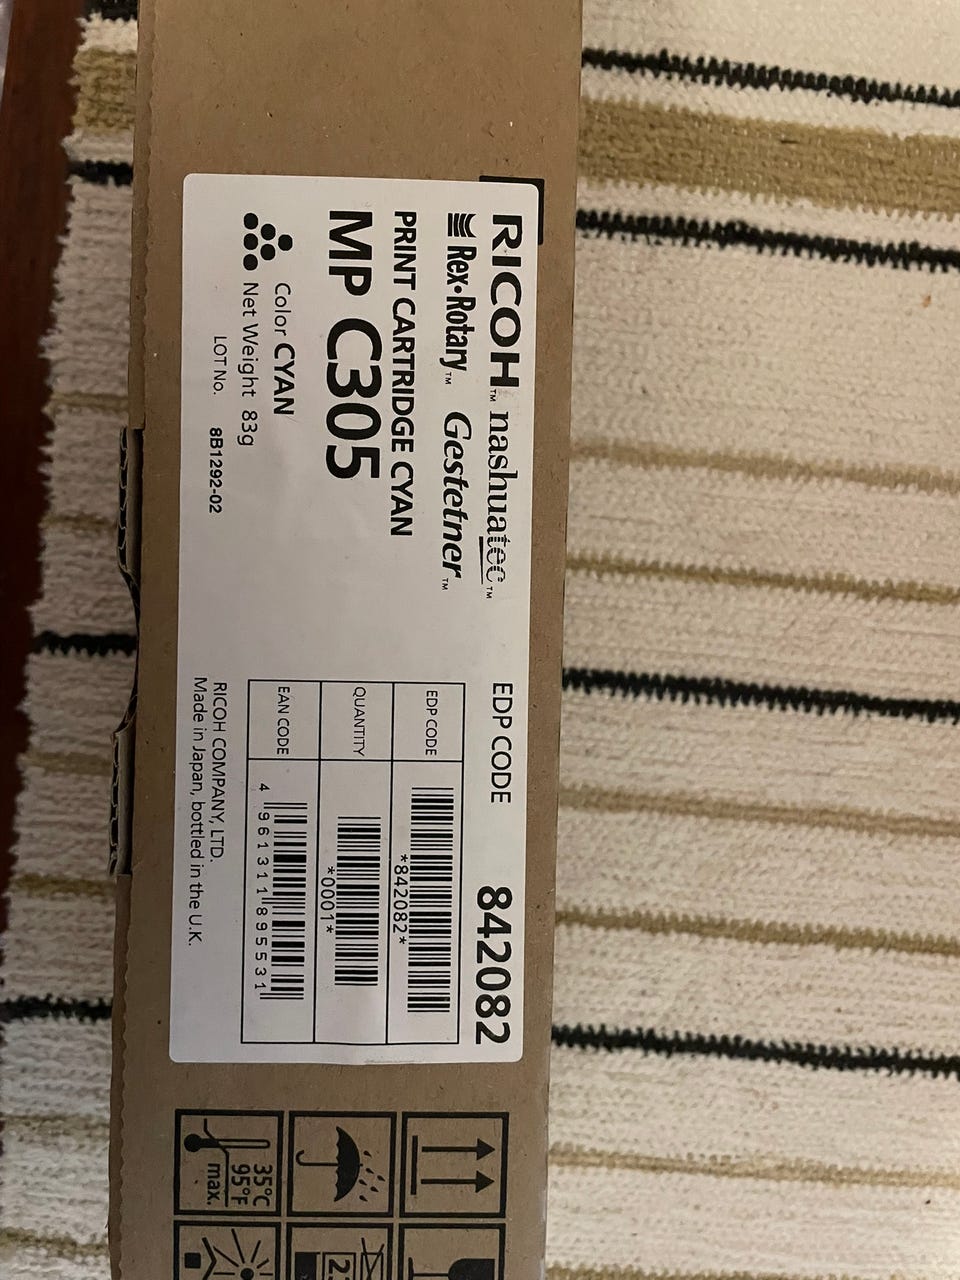 RICOH™ nashuatec™
Rex·Rotary™ Gestetner™
PRINT CARTRIDGE CYAN
MP C305
Color CYAN
Net Weight 83g
LOT No. 8B1292-02
EDP CODE 842082
EDP CODE *842082*
QUANTITY *0001*
EAN CODE 4 961311 895531
RICOH COMPANY, LTD.
Made in Japan, bottled in the U.K.
35°C
95°F
max.